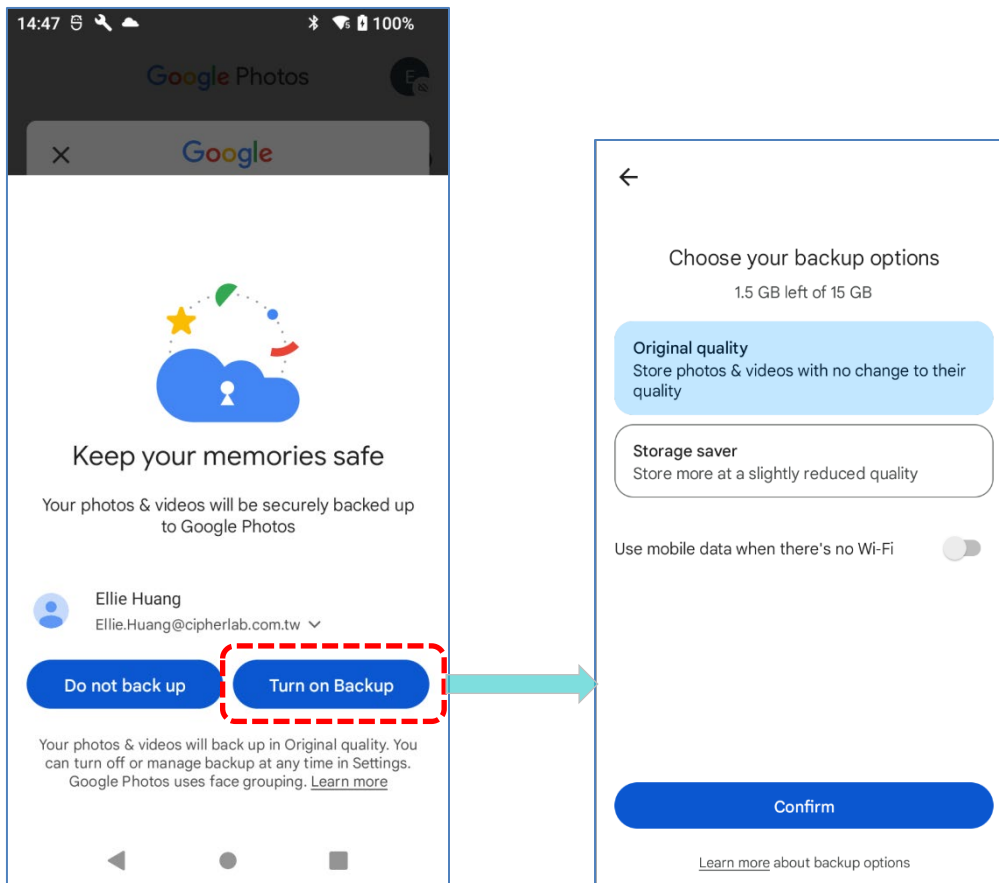 14:47
100%
Google Photos
E
Google
Keep your memories safe
Your photos & videos will be securely backed up
to Google Photos
Ellie Huang
Ellie.Huang@cipherlab.com.tw
Do not back up
Turn on Backup
Your photos & videos will back up in Original quality. You
can turn off or manage backup at any time in Settings.
Google Photos uses face grouping. Learn more
Choose your backup options
1.5 GB left of 15 GB
Original quality
Store photos & videos with no change to their
quality
Storage saver
Store more at a slightly reduced quality
Use mobile data when there's no Wi-Fi
Confirm
Learn more about backup options